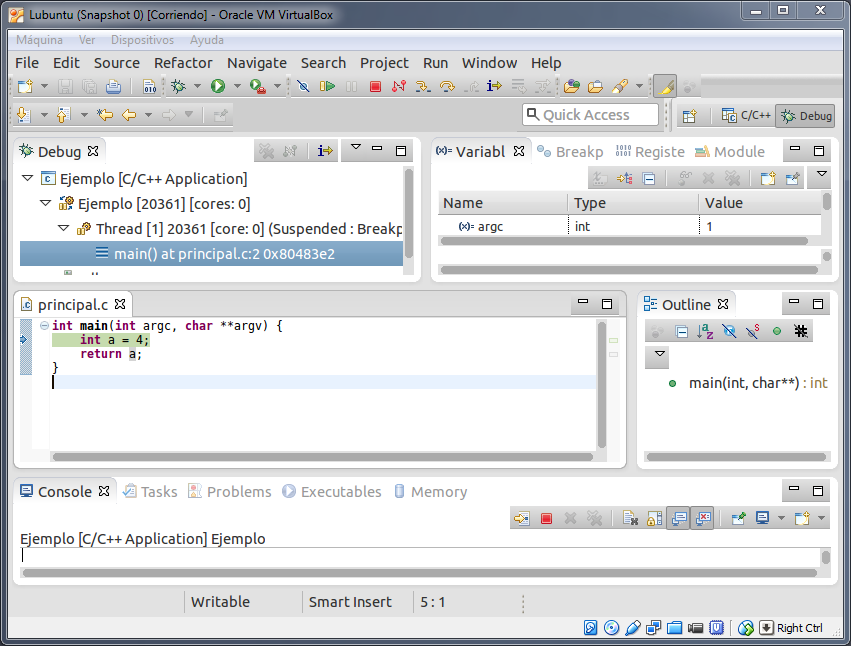 Lubuntu (Snapshot 0) [Corriendo] - Oracle VM VirtualBox
Máquina Ver Dispositivos Ayuda
File Edit Source Refactor Navigate Search Project Run Window Help
Quick Access C/C++ Debug
Debug
Ejemplo [C/C++ Application]
Ejemplo [20361] [cores: 0]
Thread [1] 20361 [core: 0] (Suspended : Breakp
main() at principal.c:2 0x80483e2
(x)= Variabl Breakp Registe Module
Name Type Value
(x)= argc int 1
principal.c
int main(int argc, char **argv) {
int a = 4;
return a;
}
Outline
main(int, char**) : int
Console Tasks Problems Executables Memory
Ejemplo [C/C++ Application] Ejemplo
Writable Smart Insert 5 : 1
Right Ctrl